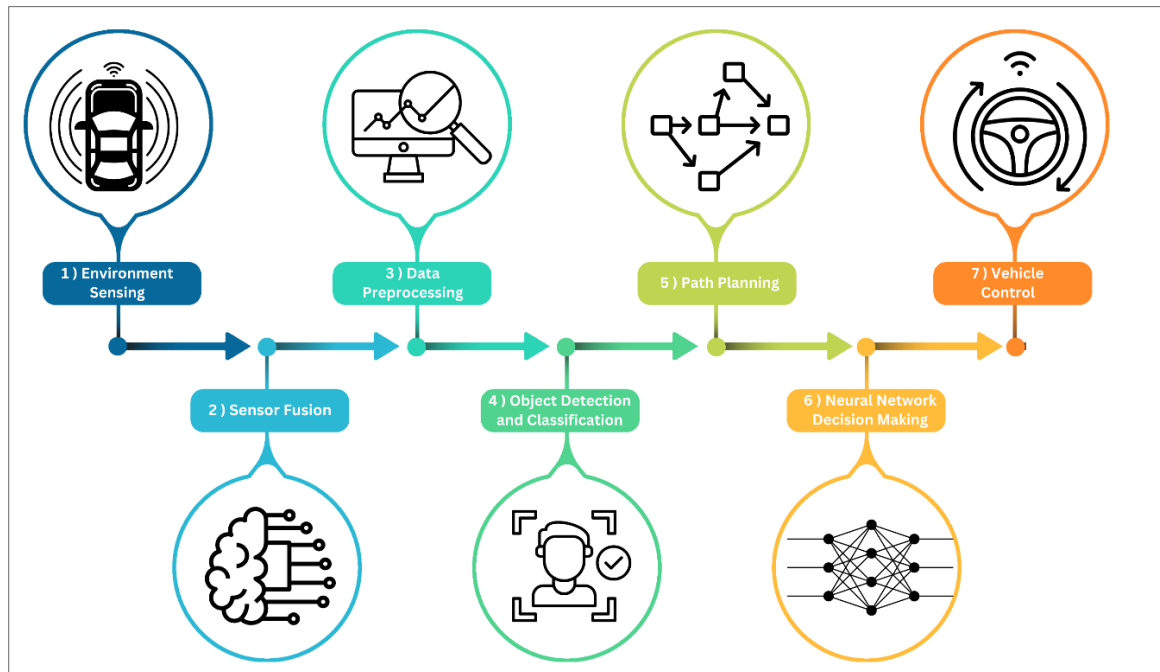 1 ) Environment
Sensing
2 ) Sensor Fusion
3 ) Data
Preprocessing
4 ) Object Detection
and Classification
5 ) Path Planning
6 ) Neural Network
Decision Making
7 ) Vehicle
Control